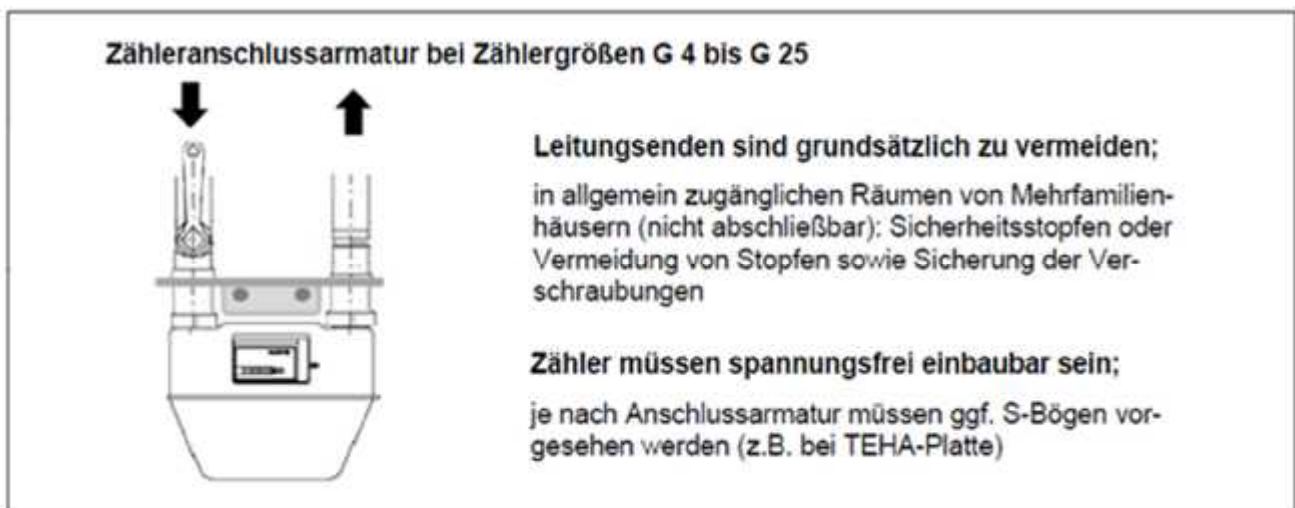 Zähleranschlussarmatur bei Zählergrößen G 4 bis G 25
Leitungsenden sind grundsätzlich zu vermeiden;
in allgemein zugänglichen Räumen von Mehrfamilien-
häusern (nicht abschließbar): Sicherheitsstopfen oder
Vermeidung von Stopfen sowie Sicherung der Ver-
schraubungen
Zähler müssen spannungsfrei einbaubar sein;
je nach Anschlussarmatur müssen ggf. S-Bögen vor-
gesehen werden (z.B. bei TEHA-Platte)